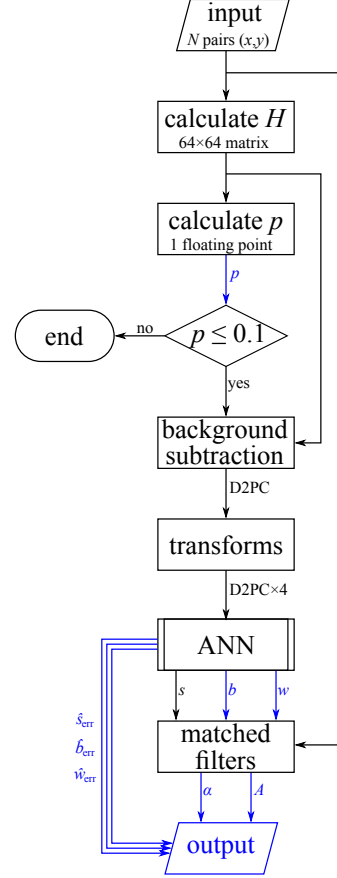 input
N pairs (x,y)
calculate H
64×64 matrix
calculate p
1 floating point
p
p ≤ 0.1
no
end
yes
background
subtraction
D2PC
transforms
D2PC×4
ANN
s
b
w
ŝerr
b̂err
ŵerr
matched
filters
α
A
output